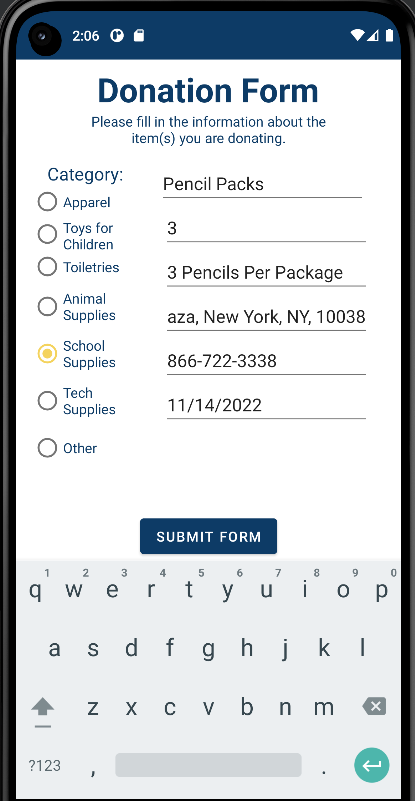 2:06
Donation Form
Please fill in the information about the
item(s) you are donating.
Category:
Apparel
Toys for
Children
Toiletries
Animal
Supplies
School
Supplies
Tech
Supplies
Other
Pencil Packs
3
3 Pencils Per Package
aza, New York, NY, 10038
866-722-3338
11/14/2022
SUBMIT FORM
1 2 3 4 5 6 7 8 9 0
q w e r t y u i o p
a s d f g h j k l
z x c v b n m
?123 , .